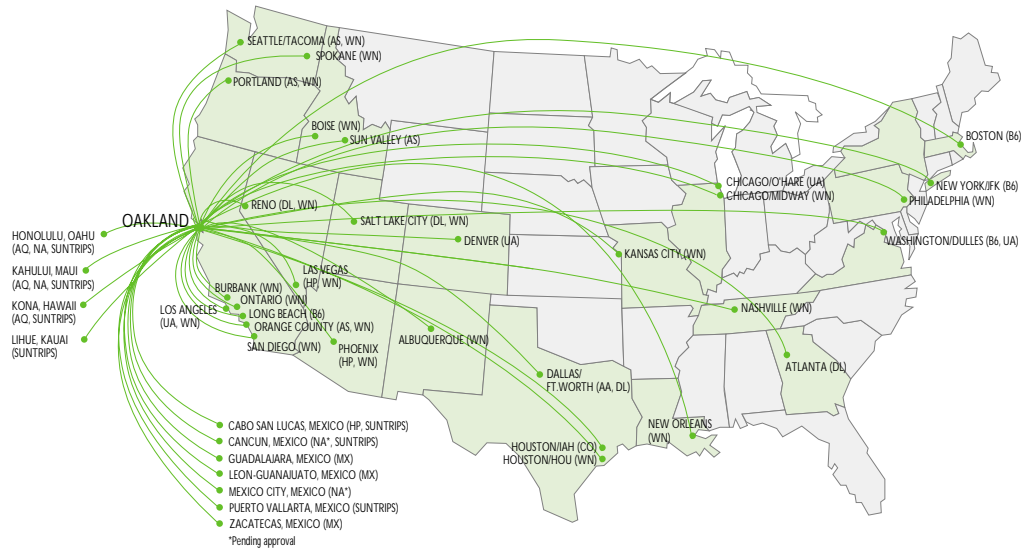 SEATTLE/TACOMA (AS, WN)
SPOKANE (WN)
PORTLAND (AS, WN)
BOISE (WN)
SUN VALLEY (AS)
BOSTON (B6)
CHICAGO/O'HARE (UA)
CHICAGO/MIDWAY (WN)
NEW YORK/JFK (B6)
PHILADELPHIA (WN)
RENO (DL, WN)
OAKLAND
SALT LAKE/CITY (DL, WN)
HONOLULU, OAHU
(AQ, NA, SUNTRIPS)
DENVER (UA)
WASHINGTON/DULLES (B6, UA)
KANSAS CITY (WN)
KAHULUI, MAUI
(AQ, NA, SUNTRIPS)
LAS VEGAS
(HP, WN)
BURBANK (WN)
KONA, HAWAII
(AQ, SUNTRIPS)
ONTARIO (WN)
LOS ANGELES
(UA, WN)
LONG BEACH (B6)
NASHVILLE (WN)
ORANGE COUNTY (AS, WN)
LIHUE, KAUAI
(SUNTRIPS)
SAN DIEGO (WN)
PHOENIX
(HP, WN)
ALBUQUERQUE (WN)
ATLANTA (DL)
DALLAS/
FT.WORTH (AA, DL)
NEW ORLEANS
(WN)
HOUSTON/IAH (CO)
HOUSTON/HOU (WN)
CABO SAN LUCAS, MEXICO (HP, SUNTRIPS)
CANCUN, MEXICO (NA*, SUNTRIPS)
GUADALAJARA, MEXICO (MX)
LEON-GUANAJUATO, MEXICO (MX)
MEXICO CITY, MEXICO (NA*)
PUERTO VALLARTA, MEXICO (SUNTRIPS)
ZACATECAS, MEXICO (MX)
*Pending approval